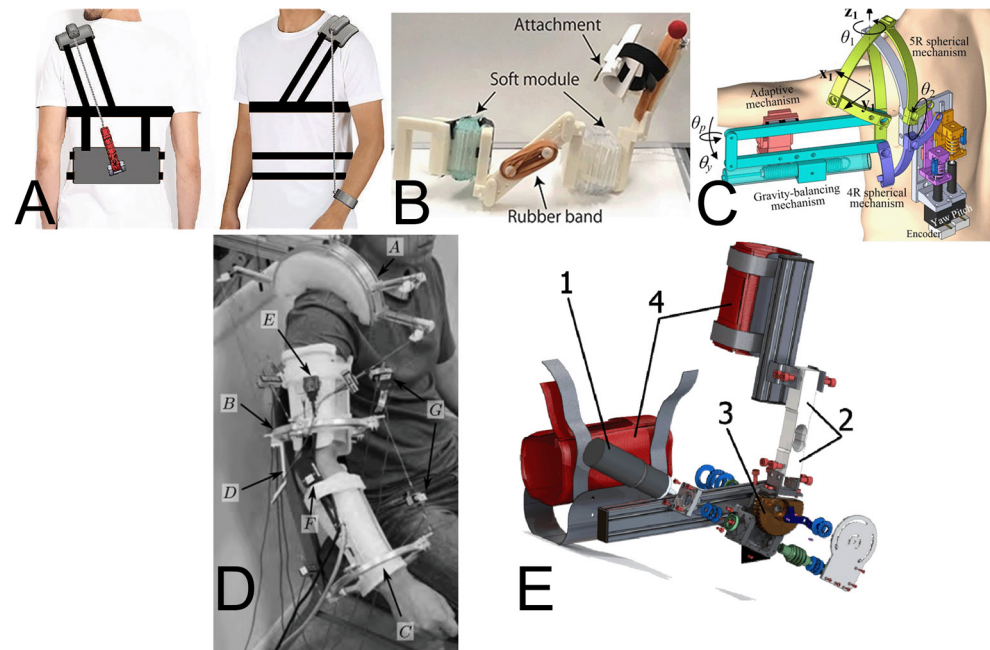 A
Attachment
Soft module
Rubber band
B
z₁
θ₁
5R spherical
mechanism
x₁
y₁
θ₂
Adaptive
mechanism
θp
θy
Gravity-balancing
mechanism
4R spherical
mechanism
Yaw Pitch
Encoder
C
A
E
B
G
D
F
C
D
1
4
3
2
E